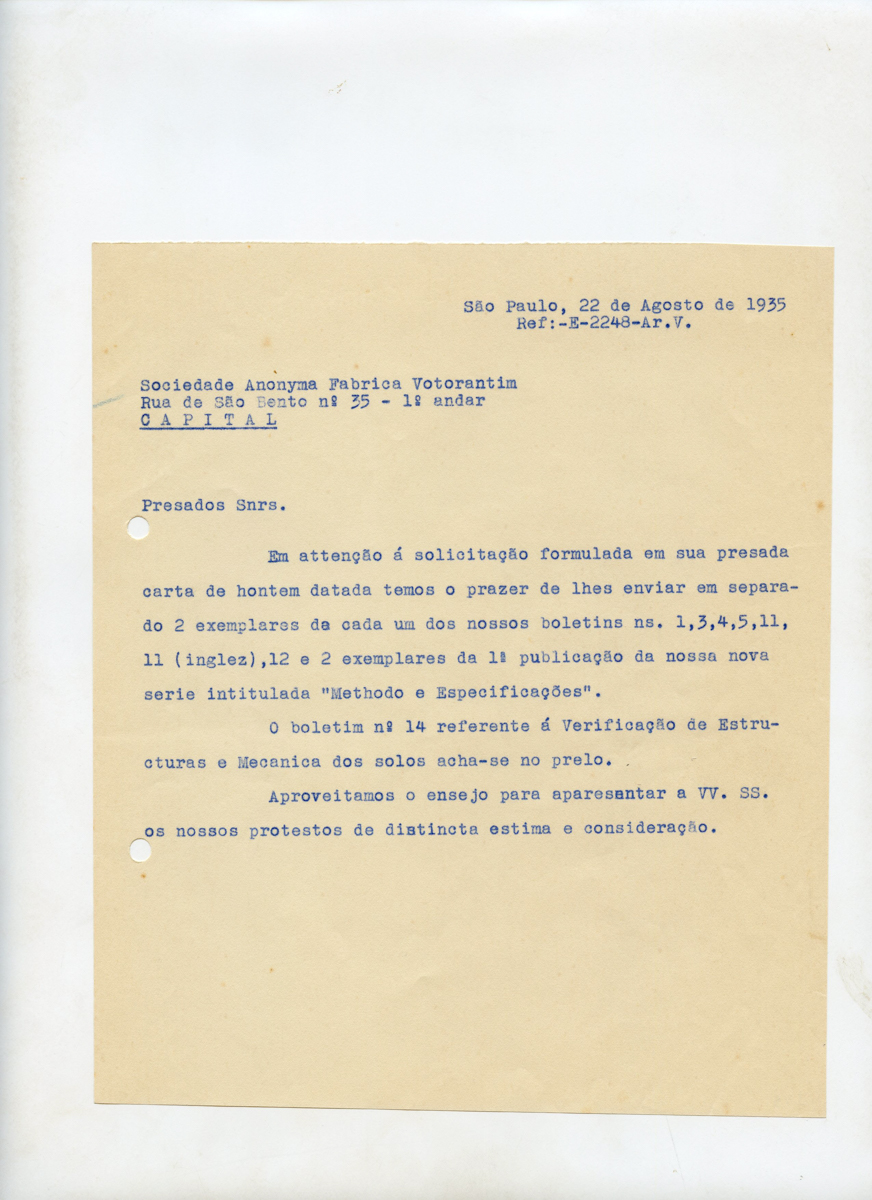 São Paulo, 22 de Agosto de 1935
Ref:-E-2248-Ar.V.
Sociedade Anonyma Fabrica Votorantim
Rua de São Bento nº 35 - 1º andar
C A P I T A L
Presados Snrs.
Em attenção á solicitação formulada em sua presada
carta de hontem datada temos o prazer de lhes enviar em separa-
do 2 exemplares de cada um dos nossos boletins ns. 1,3,4,5,11,
11 (inglez),12 e 2 exemplares da 1ª publicação da nossa nova
serie intitulada "Methodo e Especificações".
O boletim nº 14 referente á Verificação de Estru-
cturas e Mecanica dos solos acha-se no prelo.
Aproveitamos o ensejo para aparesentar a VV. SS.
os nossos protestos de distincta estima e consideração.